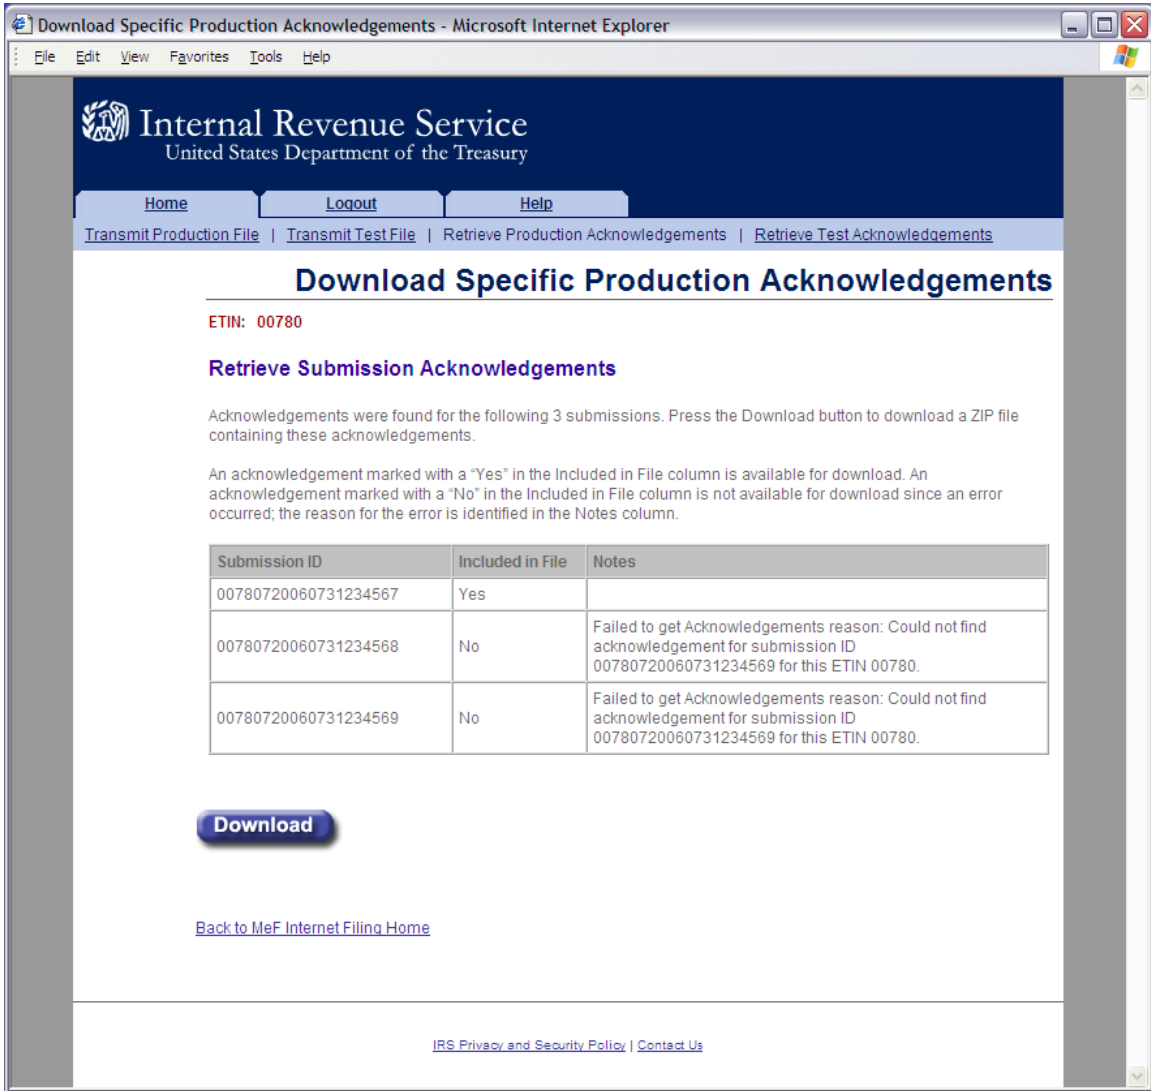 Download Specific Production Acknowledgements - Microsoft Internet Explorer
File Edit View Favorites Tools Help
Internal Revenue Service
United States Department of the Treasury
Home Logout Help
Transmit Production File | Transmit Test File | Retrieve Production Acknowledgements | Retrieve Test Acknowledgements
Download Specific Production Acknowledgements
ETIN: 00780
Retrieve Submission Acknowledgements
Acknowledgements were found for the following 3 submissions. Press the Download button to download a ZIP file
containing these acknowledgements.
An acknowledgement marked with a “Yes” in the Included in File column is available for download. An
acknowledgement marked with a “No” in the Included in File column is not available for download since an error
occurred; the reason for the error is identified in the Notes column.
Submission ID Included in File Notes
00780720060731234567 Yes
00780720060731234568 No Failed to get Acknowledgements reason: Could not find
acknowledgement for submission ID
00780720060731234569 for this ETIN 00780.
00780720060731234569 No Failed to get Acknowledgements reason: Could not find
acknowledgement for submission ID
00780720060731234569 for this ETIN 00780.
Download
Back to MeF Internet Filing Home
IRS Privacy and Security Policy | Contact Us